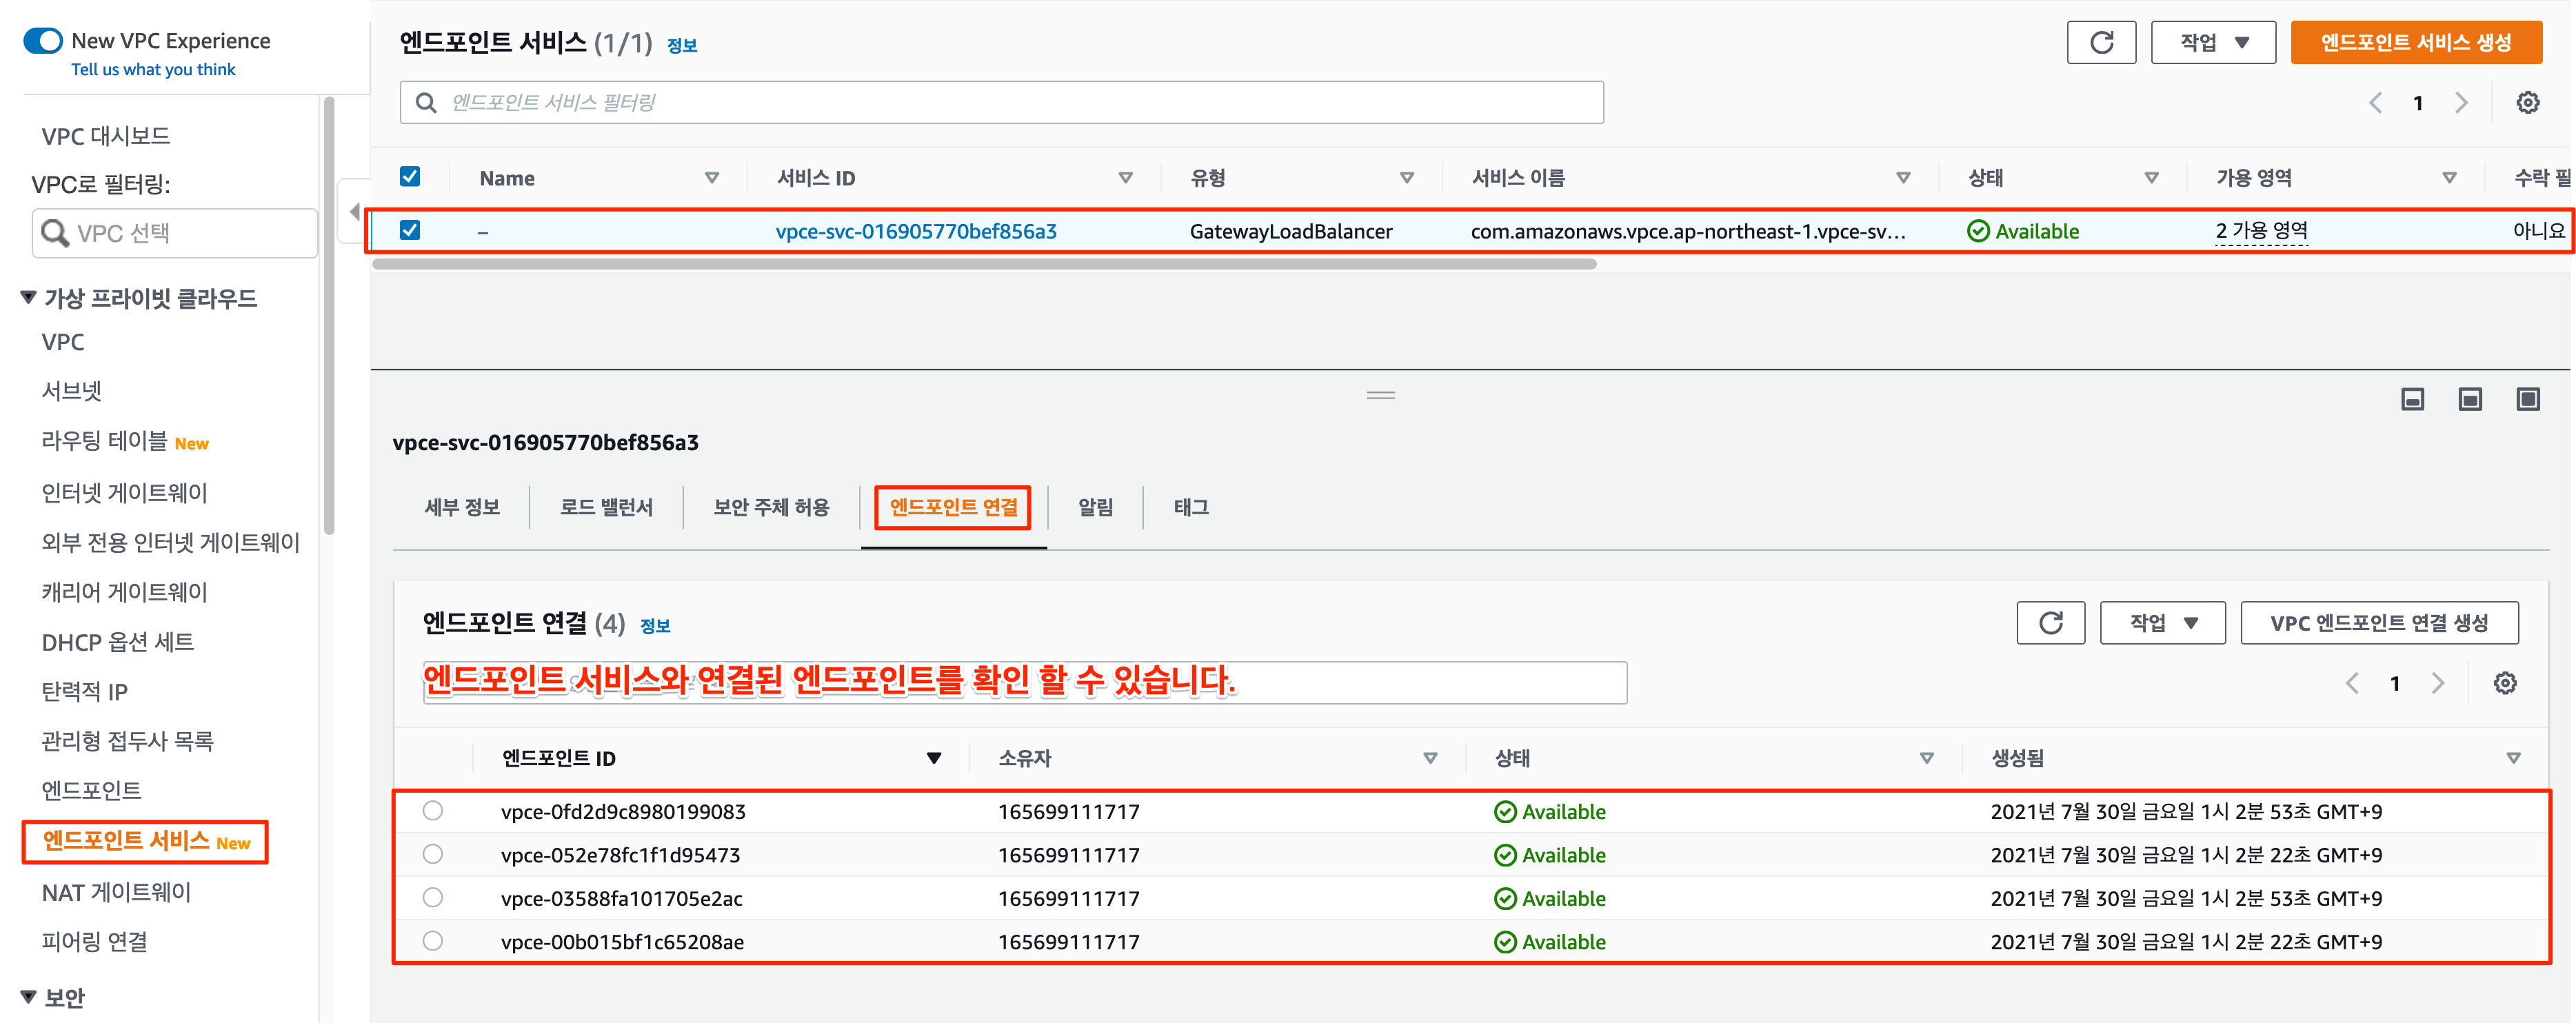 New VPC Experience
Tell us what you think
VPC 대시보드
VPC로 필터링:
VPC 선택
가상 프라이빗 클라우드
VPC
서브넷
라우팅 테이블 New
인터넷 게이트웨이
외부 전용 인터넷 게이트웨이
캐리어 게이트웨이
DHCP 옵션 세트
탄력적 IP
관리형 접두사 목록
엔드포인트
엔드포인트 서비스 New
NAT 게이트웨이
피어링 연결
보안
엔드포인트 서비스 (1/1) 정보
작업
엔드포인트 서비스 생성
엔드포인트 서비스 필터링
1
Name 서비스 ID 유형 서비스 이름 상태 가용 영역 수락 필
– vpce-svc-016905770bef856a3 GatewayLoadBalancer com.amazonaws.vpce.ap-northeast-1.vpce-sv… Available 2 가용 영역 아니요
vpce-svc-016905770bef856a3
세부 정보 로드 밸런서 보안 주체 허용 엔드포인트 연결 알림 태그
엔드포인트 연결 (4) 정보
작업
VPC 엔드포인트 연결 생성
엔드포인트 서비스와 연결된 엔드포인트를 확인 할 수 있습니다.
1
엔드포인트 ID 소유자 상태 생성됨
vpce-0fd2d9c8980199083 165699111717 Available 2021년 7월 30일 금요일 1시 2분 53초 GMT+9
vpce-052e78fc1f1d95473 165699111717 Available 2021년 7월 30일 금요일 1시 2분 22초 GMT+9
vpce-03588fa101705e2ac 165699111717 Available 2021년 7월 30일 금요일 1시 2분 53초 GMT+9
vpce-00b015bf1c65208ae 165699111717 Available 2021년 7월 30일 금요일 1시 2분 22초 GMT+9